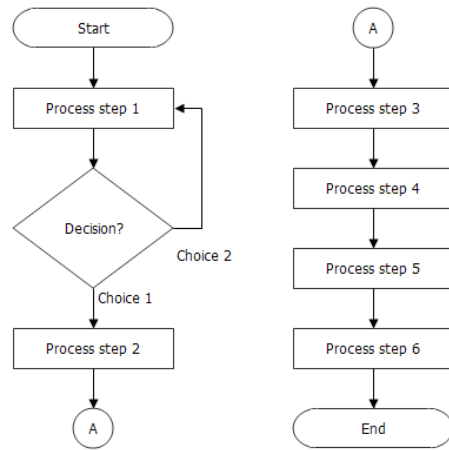 Start
Process step 1
Decision?
Choice 2
Choice 1
Process step 2
A
A
Process step 3
Process step 4
Process step 5
Process step 6
End